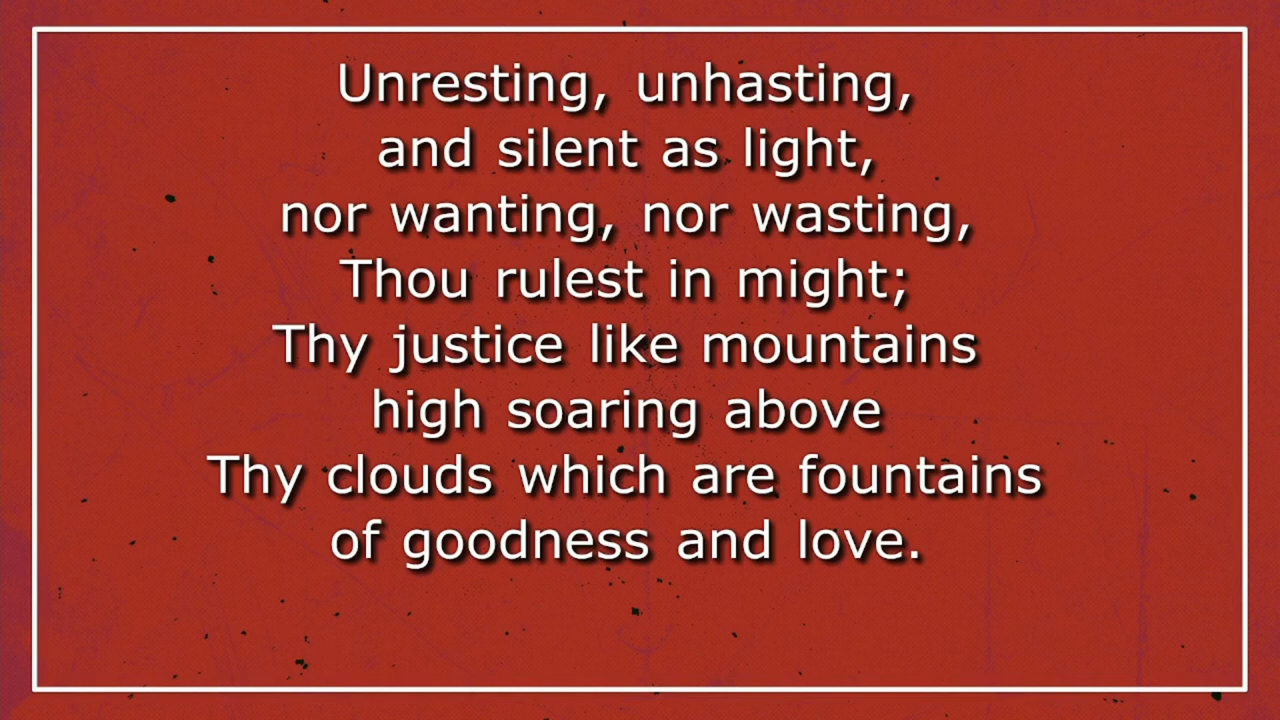 Unresting, unhasting,
and silent as light,
nor wanting, nor wasting,
Thou rulest in might;
Thy justice like mountains
high soaring above
Thy clouds which are fountains
of goodness and love.